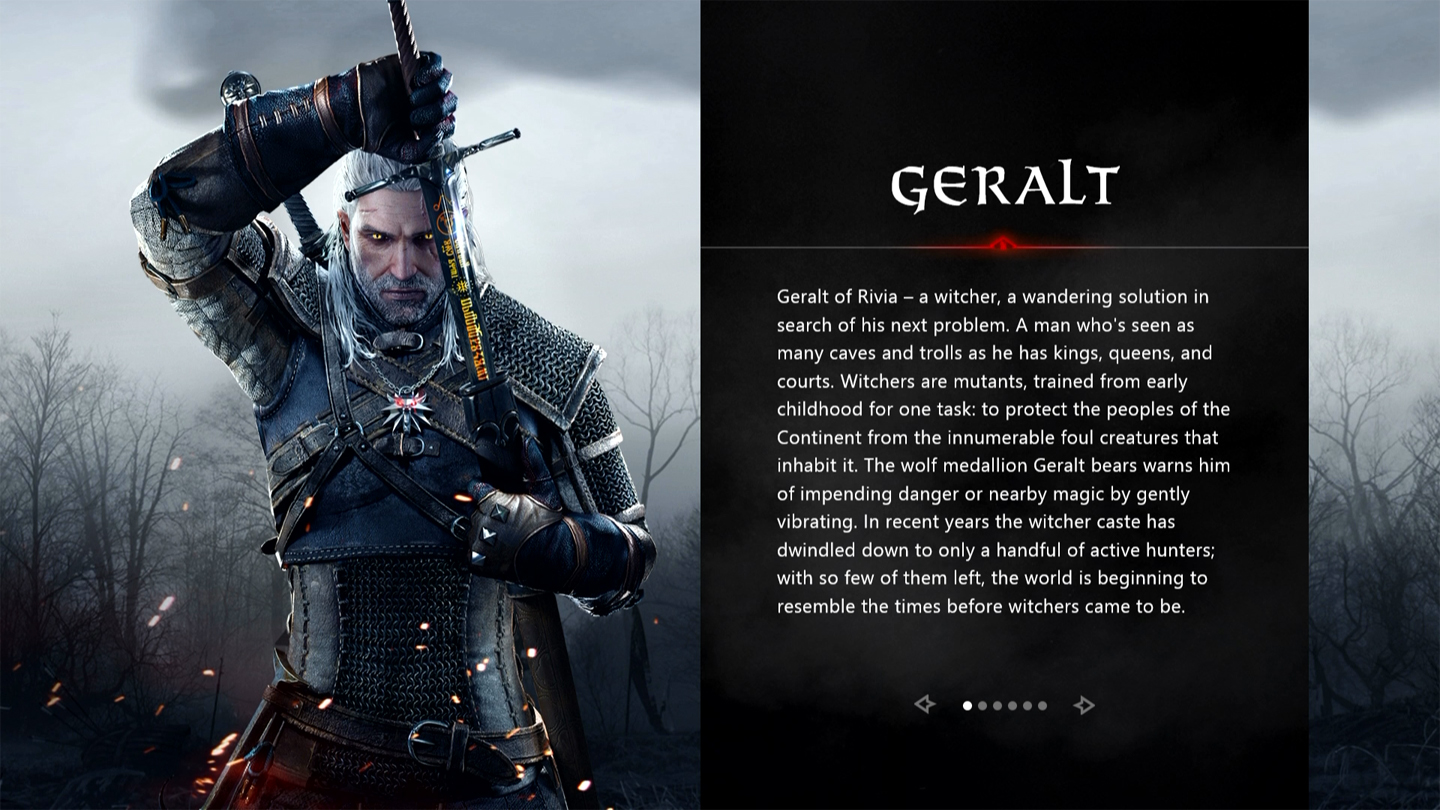 GERALT
Geralt of Rivia – a witcher, a wandering solution in
search of his next problem. A man who's seen as
many caves and trolls as he has kings, queens, and
courts. Witchers are mutants, trained from early
childhood for one task: to protect the peoples of the
Continent from the innumerable foul creatures that
inhabit it. The wolf medallion Geralt bears warns him
of impending danger or nearby magic by gently
vibrating. In recent years the witcher caste has
dwindled down to only a handful of active hunters;
with so few of them left, the world is beginning to
resemble the times before witchers came to be.